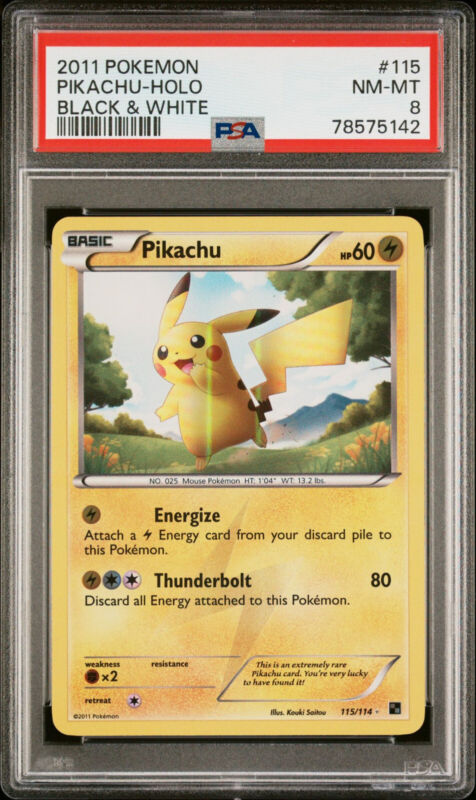 2011 POKEMON #115
PIKACHU-HOLO NM-MT
BLACK & WHITE 8
PSA 78575142
BASIC Pikachu HP60
NO. 025 Mouse Pokémon HT: 1'04" WT: 13.2 lbs.
Energize
Attach a Energy card from your discard pile to
this Pokémon.
Thunderbolt 80
Discard all Energy attached to this Pokémon.
weakness resistance
×2
This is an extremely rare
Pikachu card. You're very lucky
to have found it!
retreat
Illus. Kouki Saitou 115/114
©2011 Pokémon
PSA